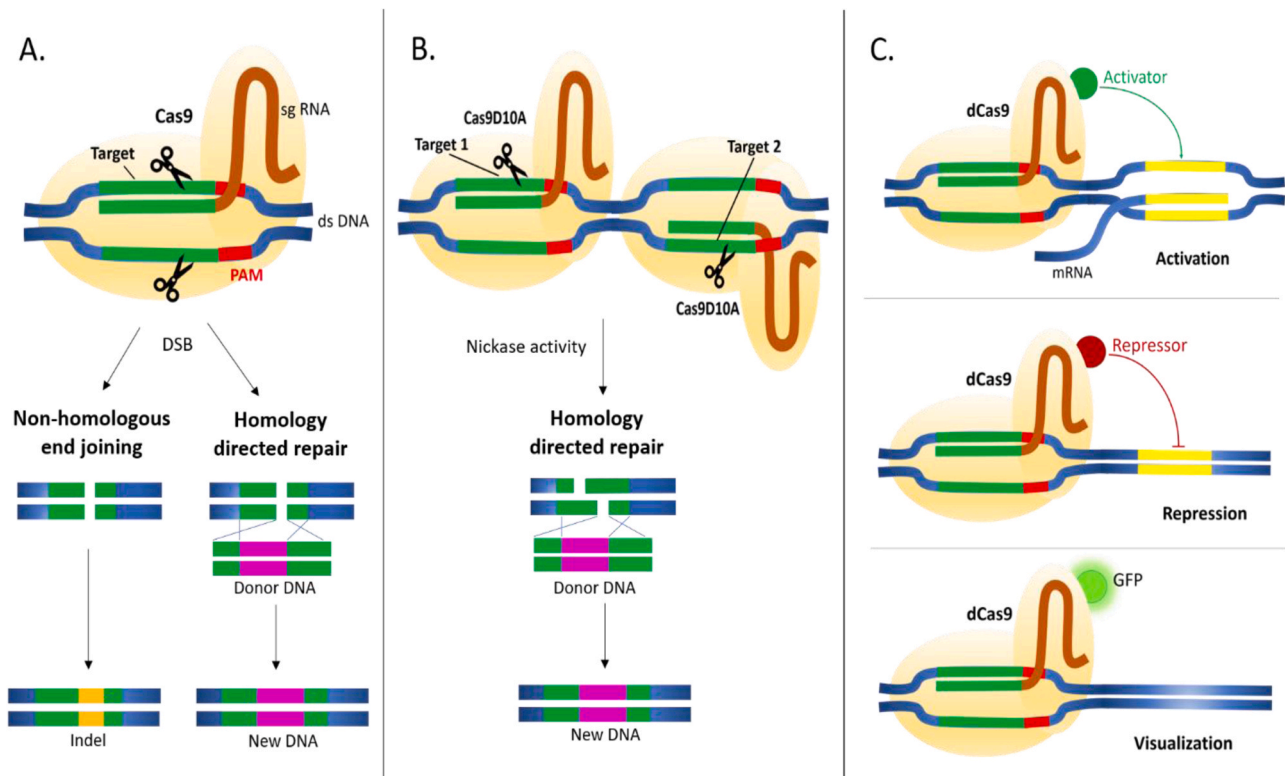 A.
Cas9
sg RNA
Target
ds DNA
PAM
DSB
Non-homologous
end joining
Homology
directed repair
Donor DNA
Indel
New DNA
B.
Cas9D10A
Target 1
Target 2
Cas9D10A
Nickase activity
Homology
directed repair
Donor DNA
New DNA
C.
Activator
dCas9
mRNA
Activation
Repressor
dCas9
Repression
GFP
dCas9
Visualization